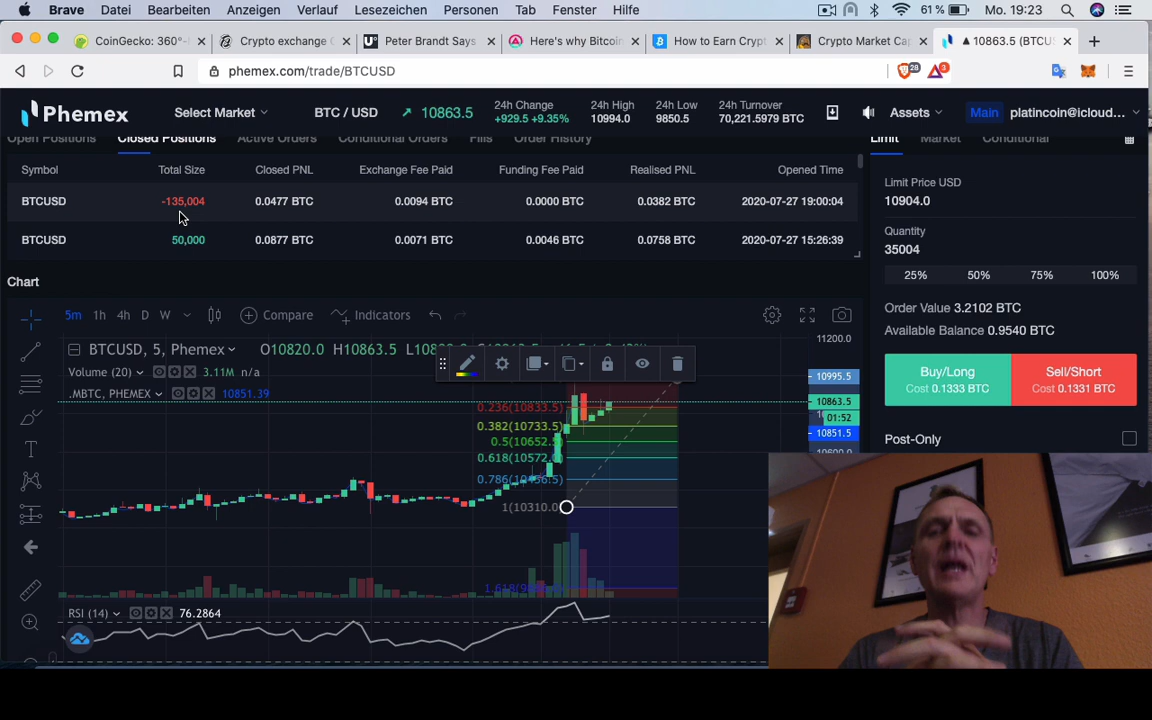 Brave Datei Bearbeiten Anzeigen Verlauf Lesezeichen Personen Tab Fenster Hilfe 61 % Mo. 19:23
CoinGecko: 360°- Crypto exchange Peter Brandt Says Here's why Bitcoin How to Earn Crypt Crypto Market Cap ▲ 10863.5 (BTCUS
phemex.com/trade/BTCUSD 28 3
Phemex Select Market BTC / USD ↗ 10863.5 24h Change 24h High 24h Low 24h Turnover Assets Main platincoin@icloud...
+929.5 +9.35% 10994.0 9850.5 70,221.5979 BTC
Open Positions Closed Positions Active Orders Conditional Orders Fills Order History Limit Market Conditional
Symbol Total Size Closed PNL Exchange Fee Paid Funding Fee Paid Realised PNL Opened Time
BTCUSD -135,004 0.0477 BTC 0.0094 BTC 0.0000 BTC 0.0382 BTC 2020-07-27 19:00:04
BTCUSD 50,000 0.0877 BTC 0.0071 BTC 0.0046 BTC 0.0758 BTC 2020-07-27 15:26:39
Limit Price USD
10904.0
Quantity
35004
25% 50% 75% 100%
Order Value 3.2102 BTC
Available Balance 0.9540 BTC
Buy/Long Sell/Short
Cost 0.1333 BTC Cost 0.1331 BTC
Post-Only
Chart
5m 1h 4h D W Compare Indicators
BTCUSD, 5, Phemex O10820.0 H10863.5
Volume (20) 3.11M n/a
.MBTC, PHEMEX 10851.39
11200.0
10995.5
10863.5
01:52
10851.5
0.236(10833.5)
0.382(10733.5)
0.5(10652.5)
0.618(10572.0)
1(10310.0)
RSI (14) 76.2864